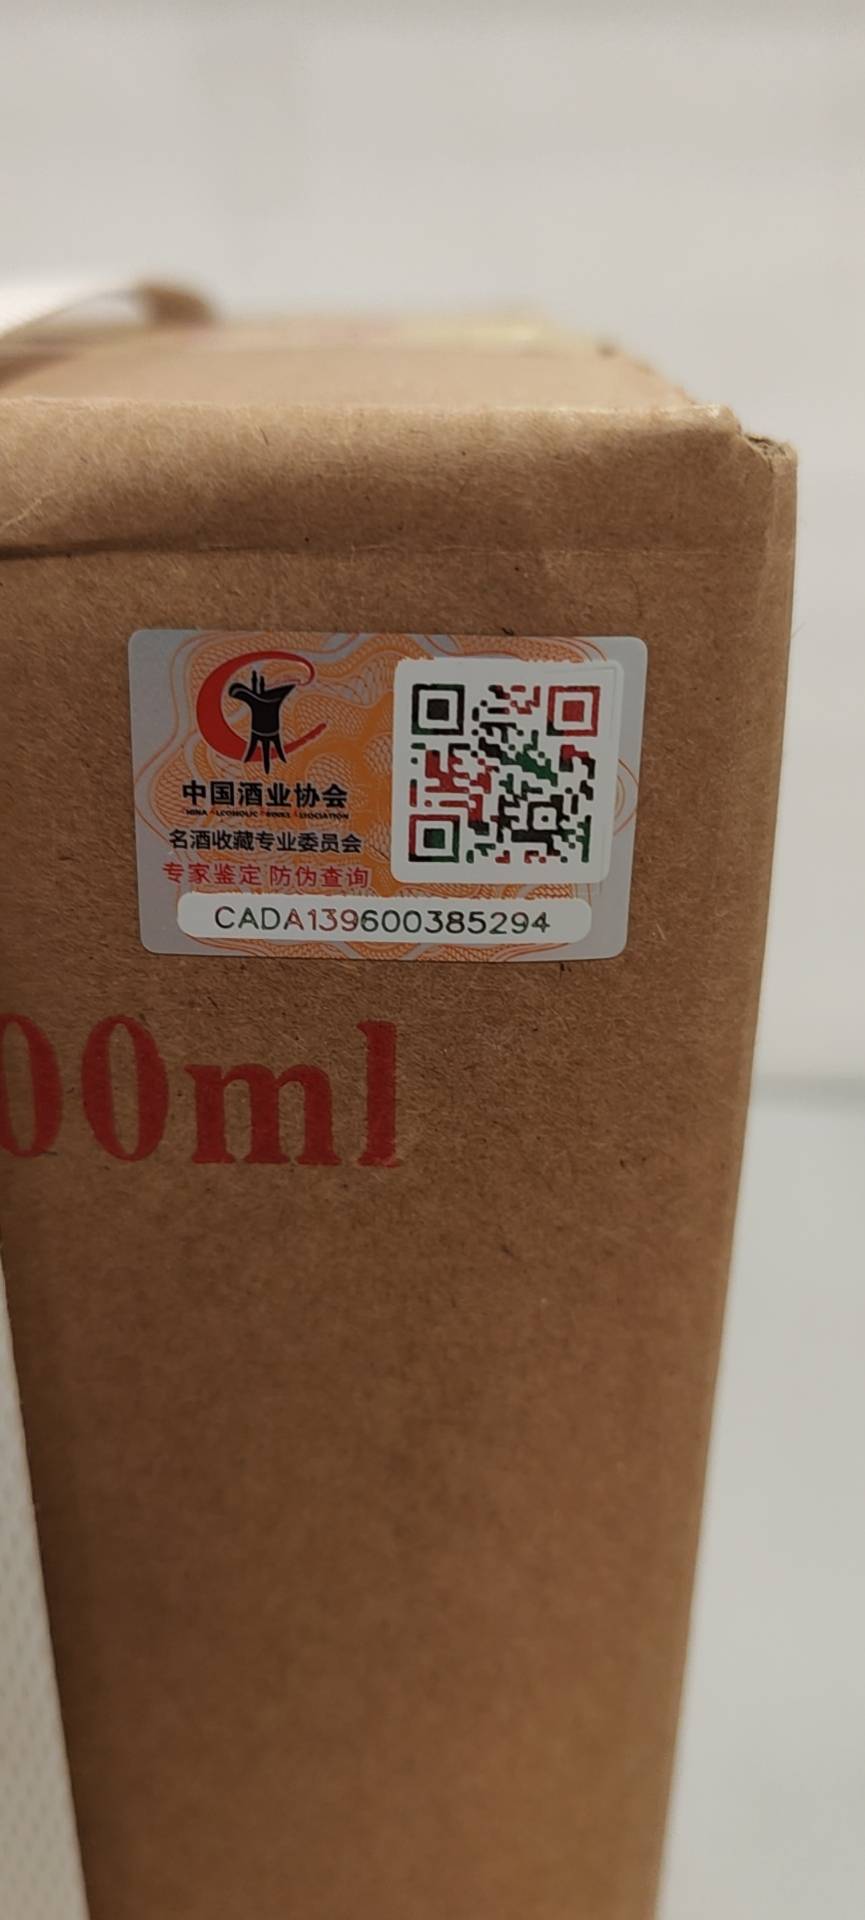 中国酒业协会
名酒收藏专业委员会
专家鉴定 防伪查询
CADA139600385294
00ml